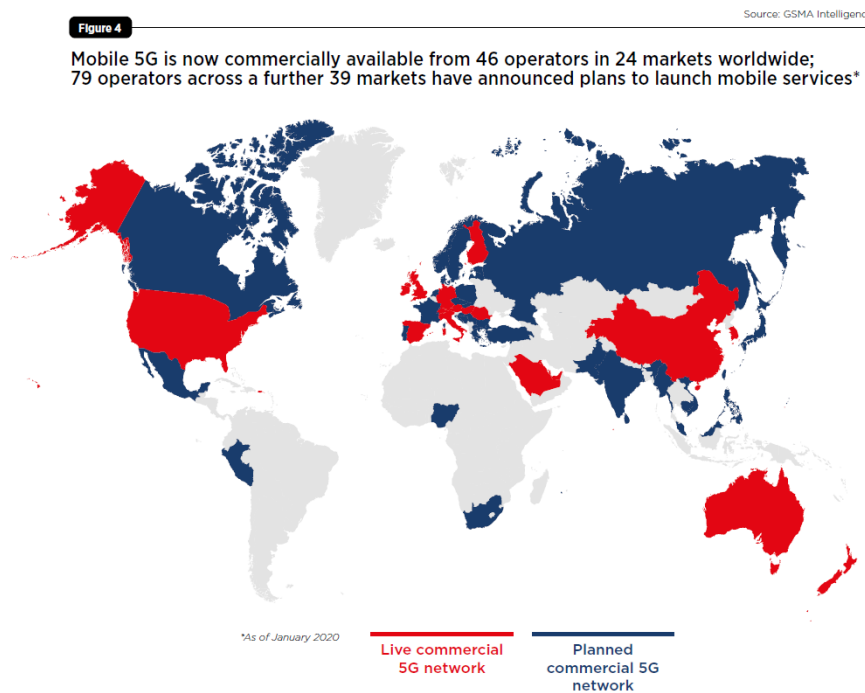 Source: GSMA Intelligenc
Figure 4
Mobile 5G is now commercially available from 46 operators in 24 markets worldwide;
79 operators across a further 39 markets have announced plans to launch mobile services*
*As of January 2020
Live commercial
5G network
Planned
commercial 5G
network